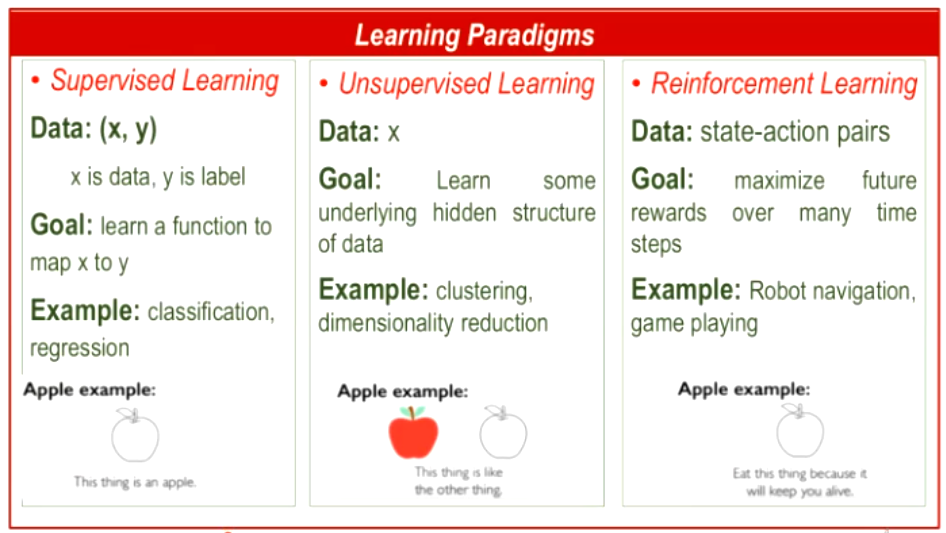 Learning Paradigms
• Supervised Learning
Data: (x, y)
x is data, y is label
Goal: learn a function to
map x to y
Example: classification,
regression
Apple example:
This thing is an apple.
• Unsupervised Learning
Data: x
Goal: Learn some
underlying hidden structure
of data
Example: clustering,
dimensionality reduction
Apple example:
This thing is like
the other thing.
• Reinforcement Learning
Data: state-action pairs
Goal: maximize future
rewards over many time
steps
Example: Robot navigation,
game playing
Apple example:
Eat this thing because it
will keep you alive.